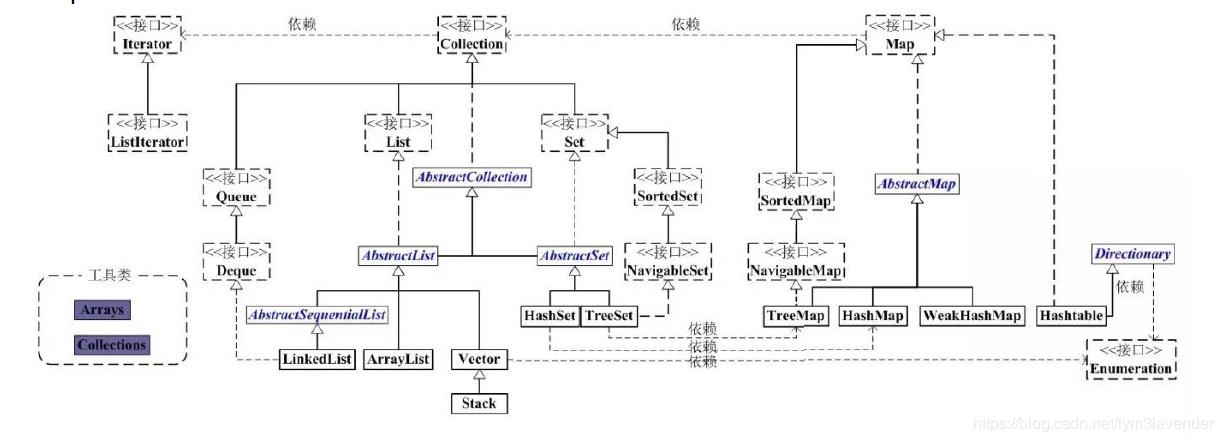 <<接口>>
Iterator
依赖
<<接口>>
Collection
依赖
<<接口>>
Map
<<接口>>
ListIterator
<<接口>>
List
<<接口>>
Set
<<接口>>
Queue
AbstractCollection
<<接口>>
SortedSet
<<接口>>
SortedMap
AbstractMap
<<接口>>
Deque
AbstractList
AbstractSet
<<接口>>
NavigableSet
<<接口>>
NavigableMap
Directionary
依赖
工具类
Arrays
Collections
AbstractSequentialList
HashSet
TreeSet
TreeMap
HashMap
WeakHashMap
Hashtable
依赖
依赖
依赖
LinkedList
ArrayList
Vector
<<接口>>
Enumeration
Stack
https://blog.csdn.net/lym3lavender